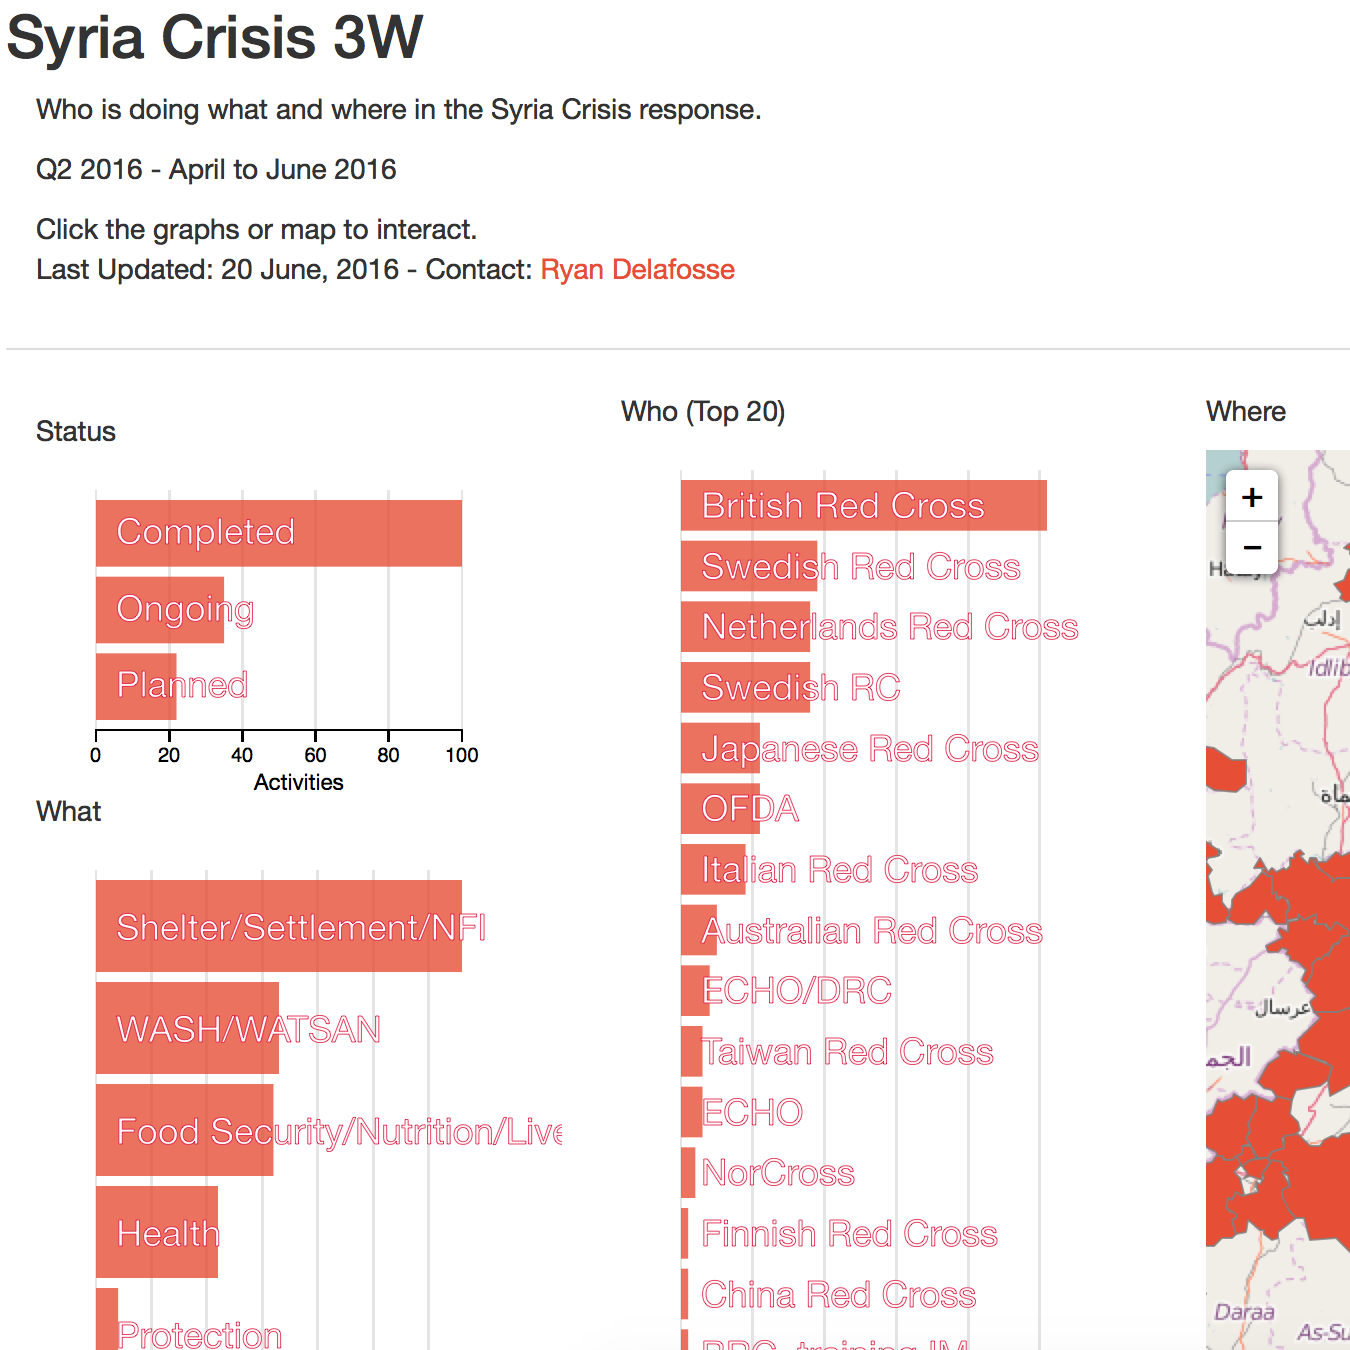 Syria Crisis 3W
Who is doing what and where in the Syria Crisis response.
Q2 2016 - April to June 2016
Click the graphs or map to interact.
Last Updated: 20 June, 2016 - Contact: Ryan Delafosse
Status
Completed
Ongoing
Planned
0 20 40 60 80 100
Activities
What
Shelter/Settlement/NFI
WASH/WATSAN
Food Security/Nutrition/Live
Health
Protection
Who (Top 20)
British Red Cross
Swedish Red Cross
Netherlands Red Cross
Swedish RC
Japanese Red Cross
OFDA
Italian Red Cross
Australian Red Cross
ECHO/DRC
Taiwan Red Cross
ECHO
NorCross
Finnish Red Cross
China Red Cross
Where
+
−
إدلب
Idlib
عرسال
Daraa
As-Su